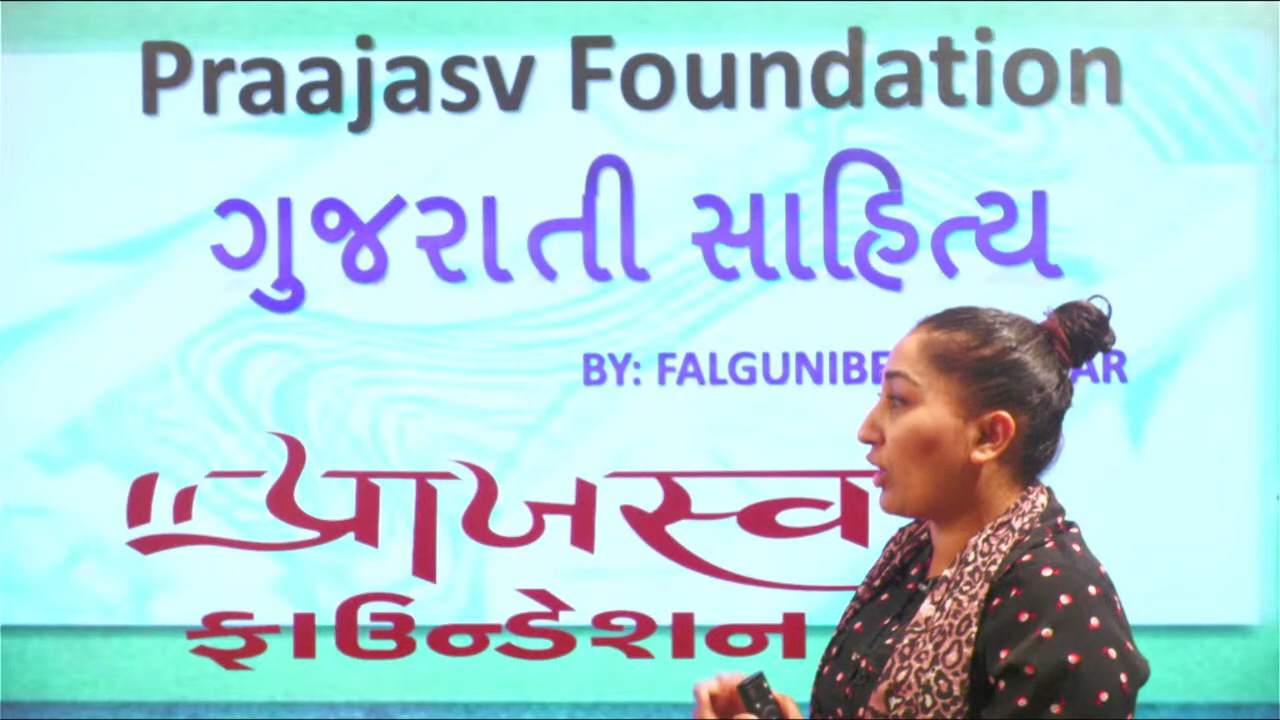 Praajasv Foundation
ગુજરાતી સાહિત્ય
BY:
પ્રાજસ્વ
ફાઉન્ડેશન